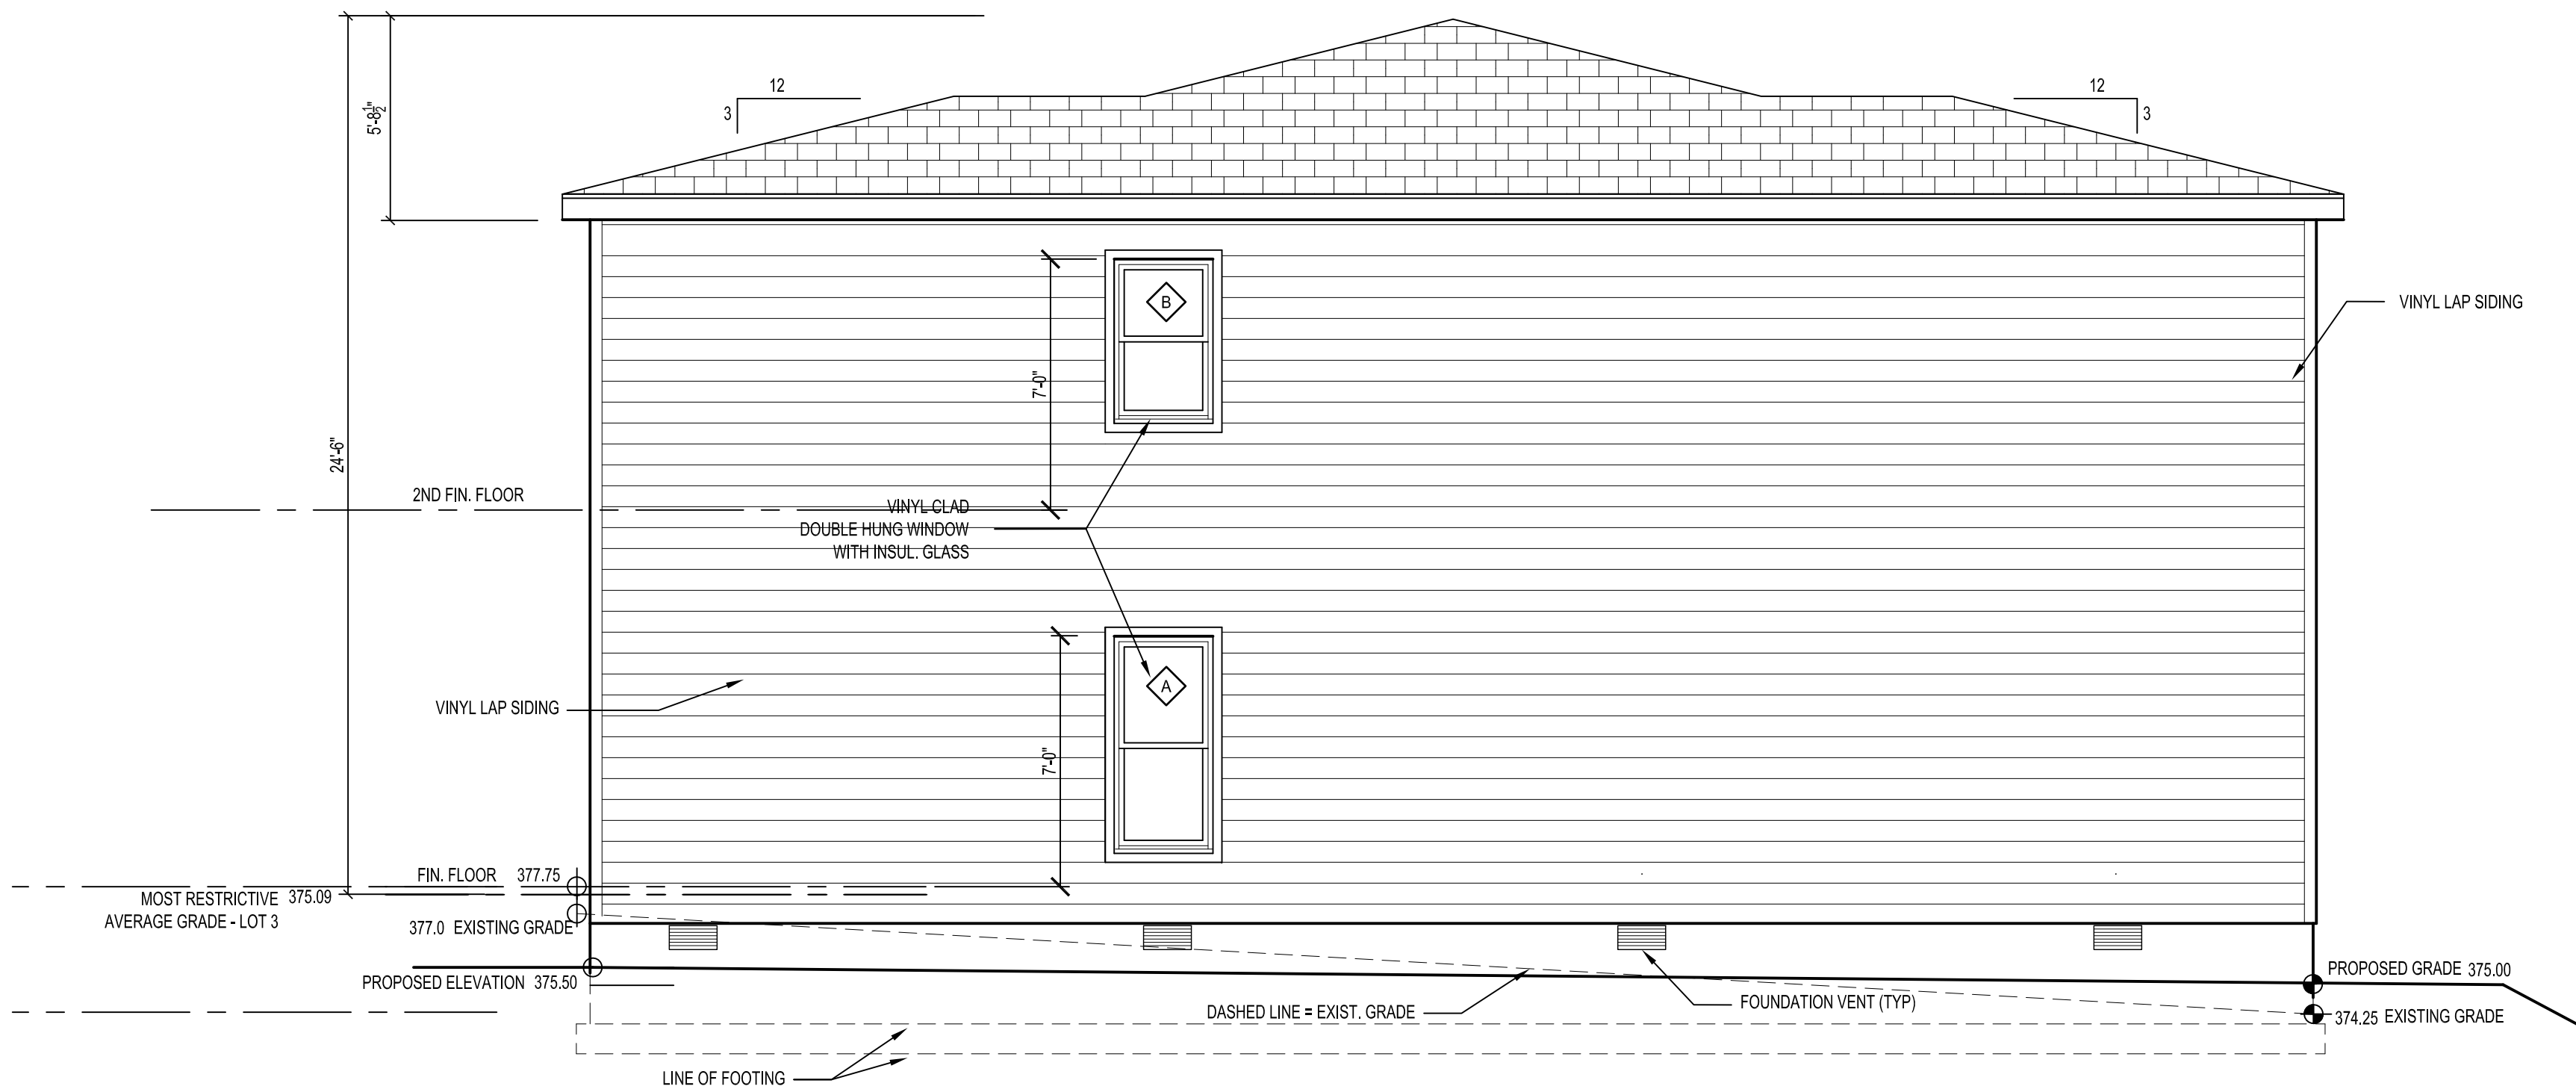 12
3
12
3
5'-8 1/2"
24'-6"
B
7'-0"
VINYL LAP SIDING
2ND FIN. FLOOR
VINYL CLAD
DOUBLE HUNG WINDOW
WITH INSUL. GLASS
A
VINYL LAP SIDING
7'-0"
FIN. FLOOR 377.75
MOST RESTRICTIVE 375.09
AVERAGE GRADE - LOT 3
377.0 EXISTING GRADE
PROPOSED ELEVATION 375.50
PROPOSED GRADE 375.00
FOUNDATION VENT (TYP)
DASHED LINE = EXIST. GRADE
374.25 EXISTING GRADE
LINE OF FOOTING